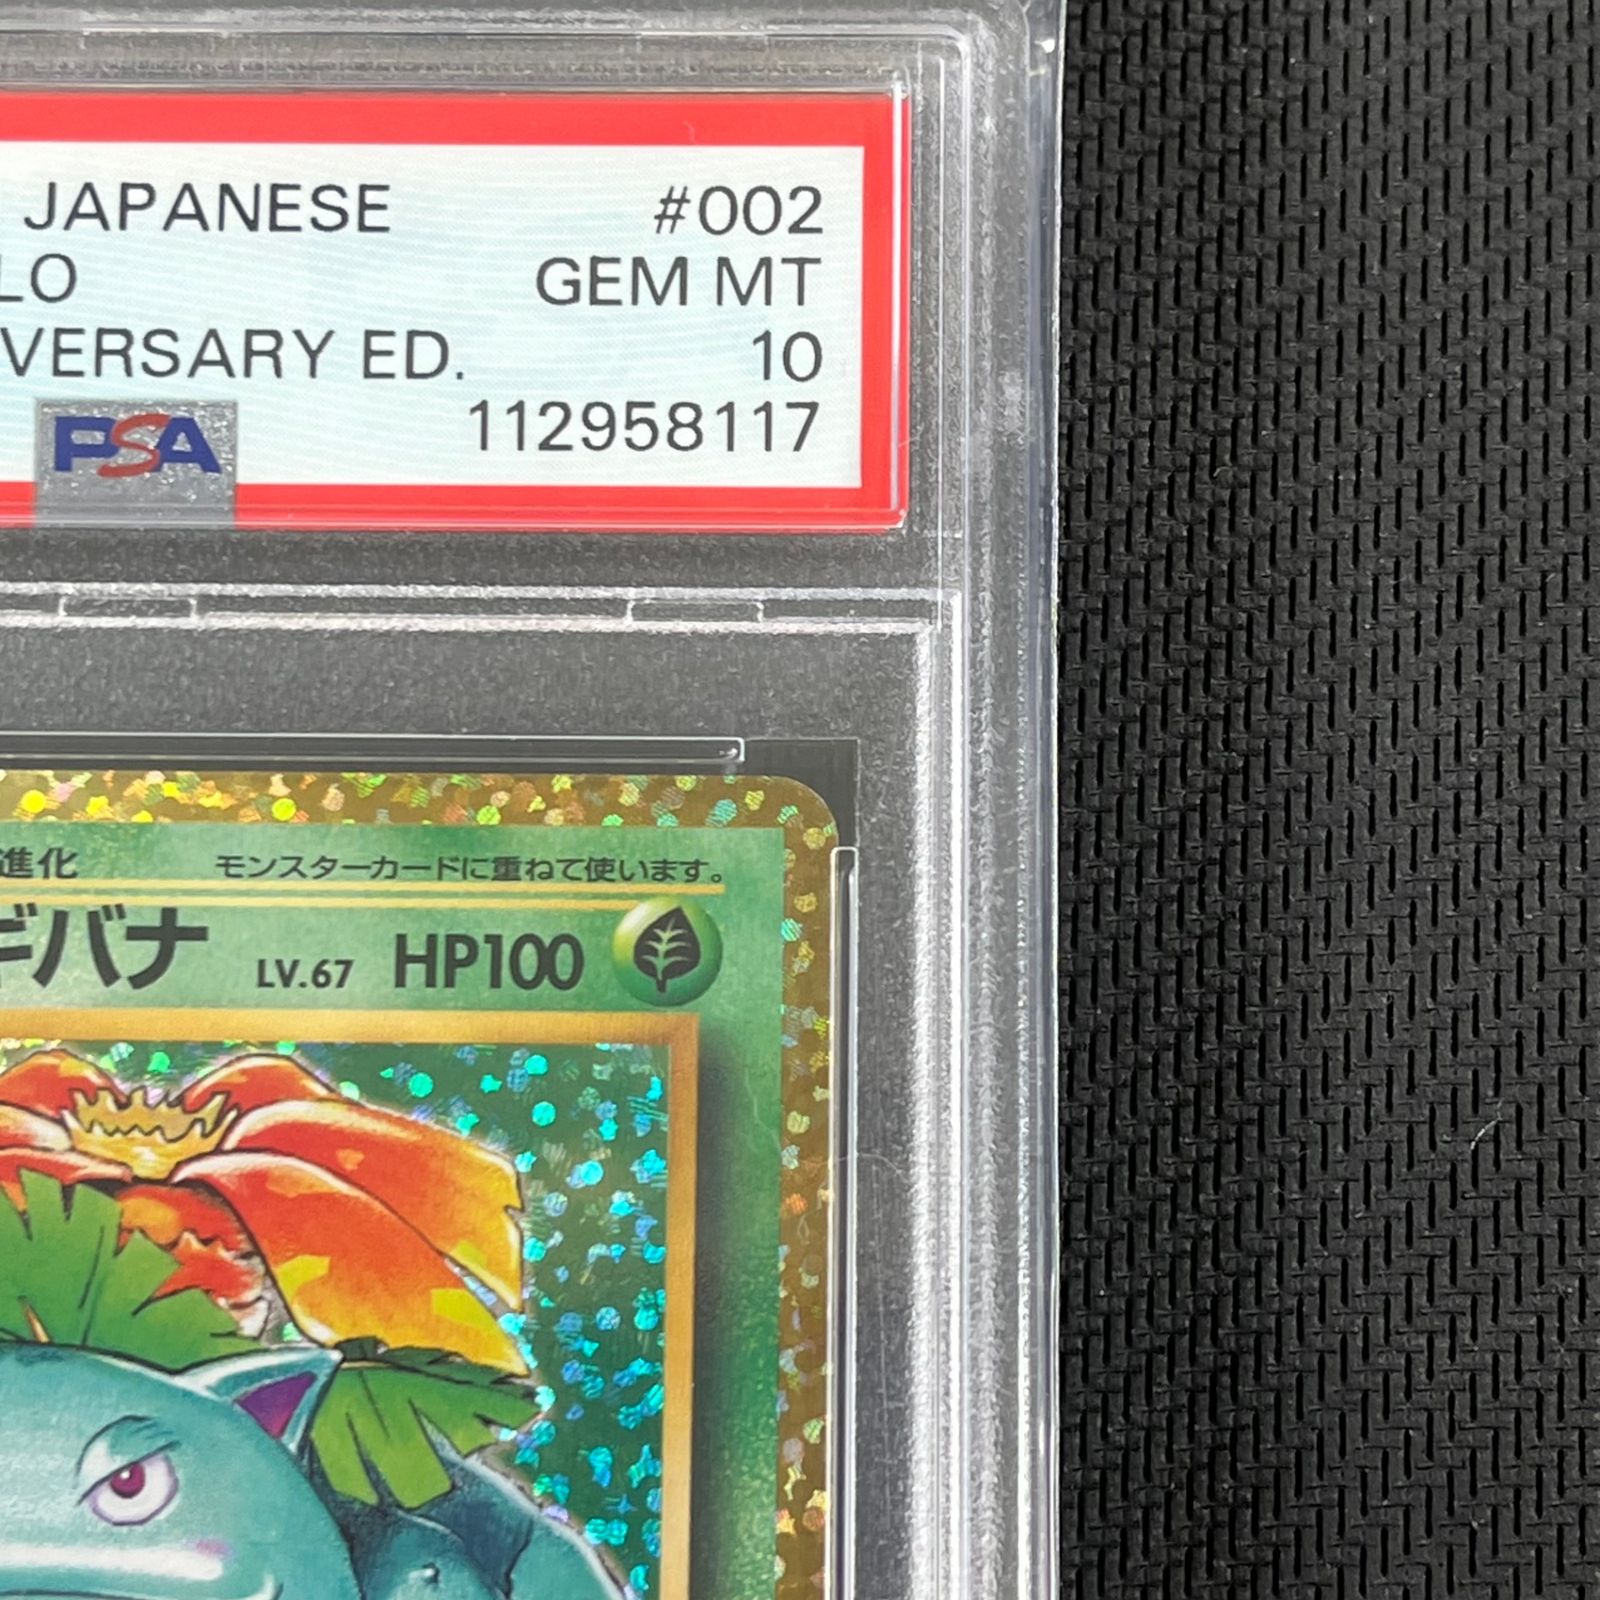 JAPANESE #002
LO GEM MT
VERSARY ED. 10
PSA 112958117
進化 モンスターカードに重ねて使います。
ギバナ LV.67 HP100